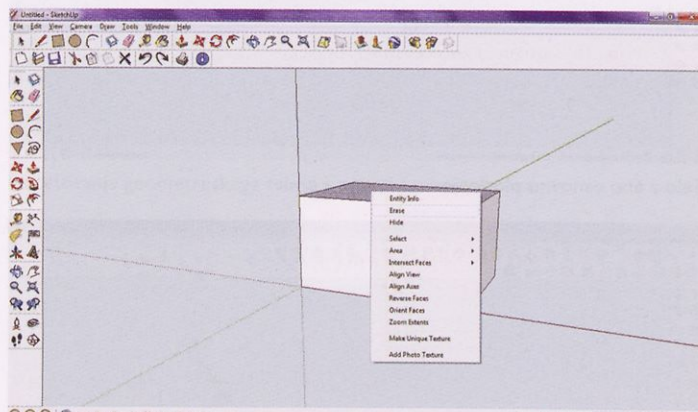 Untitled - SketchUp
File Edit View Camera Draw Tools Window Help
Entity Info
Erase
Hide
Select
Area
Intersect Faces
Align View
Align Axes
Reverse Faces
Orient Faces
Zoom Extents
Make Unique Texture
Add Photo Texture